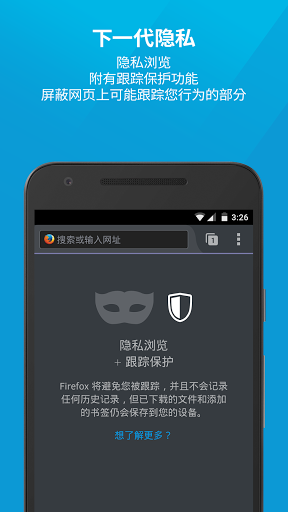 下一代隐私
隐私浏览
附有跟踪保护功能
屏蔽网页上可能跟踪您行为的部分
3:26
搜索或输入网址
1
隐私浏览
+ 跟踪保护
Firefox 将避免您被跟踪，并且不会记录
任何历史记录，但已下载的文件和添加
的书签仍会保存到您的设备。
想了解更多？